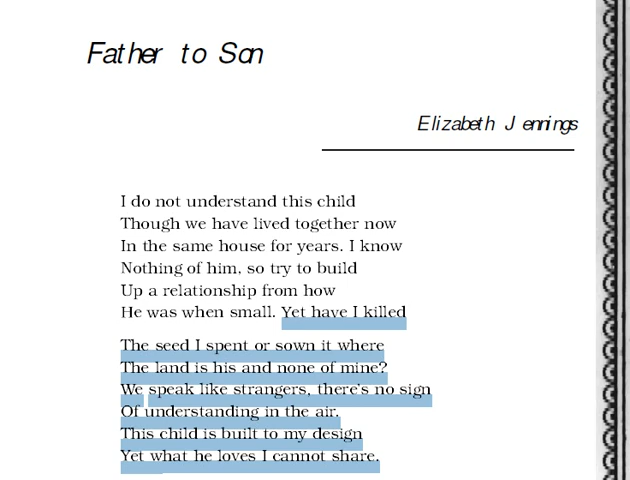 Father to Son
Elizabeth Jennings
I do not understand this child
Though we have lived together now
In the same house for years. I know
Nothing of him, so try to build
Up a relationship from how
He was when small. Yet have I killed
The seed I spent or sown it where
The land is his and none of mine?
We speak like strangers, there's no sign
Of understanding in the air.
This child is built to my design
Yet what he loves I cannot share.